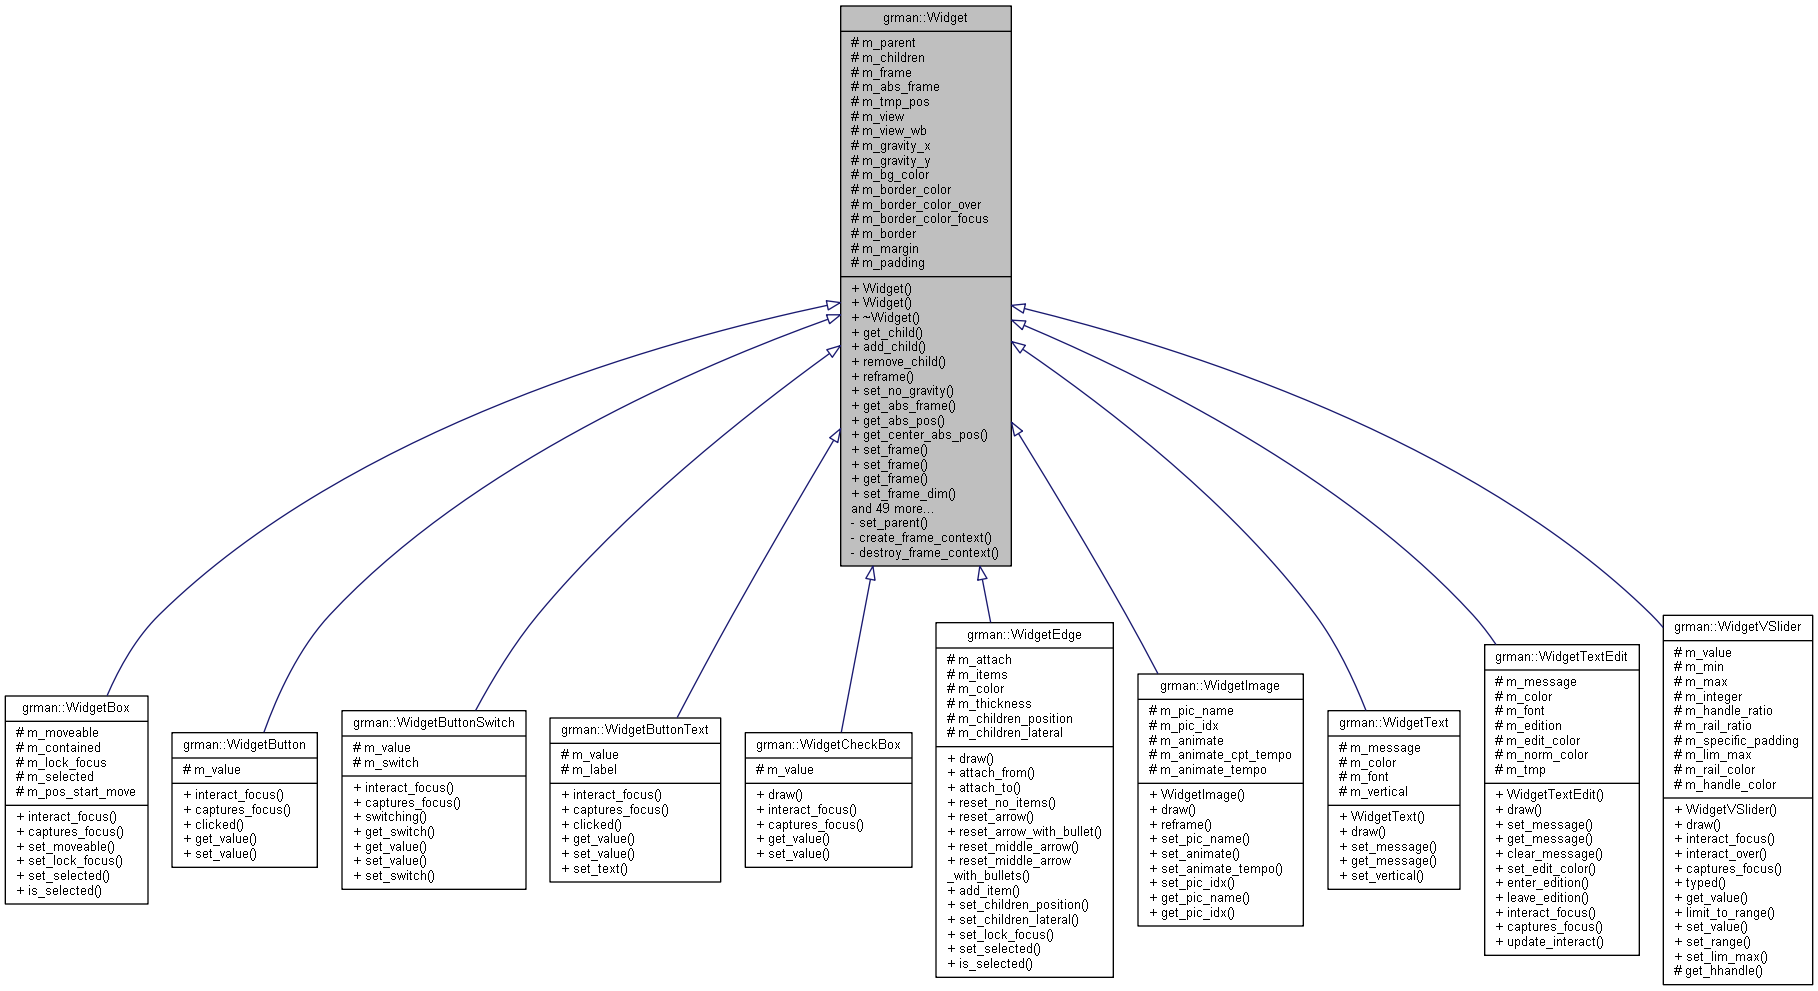 grman::Widget
# m_parent
# m_children
# m_frame
# m_abs_frame
# m_tmp_pos
# m_view
# m_view_wb
# m_gravity_x
# m_gravity_y
# m_bg_color
# m_border_color
# m_border_color_over
# m_border_color_focus
# m_border
# m_margin
# m_padding
+ Widget()
+ Widget()
+ ~Widget()
+ get_child()
+ add_child()
+ remove_child()
+ reframe()
+ set_no_gravity()
+ get_abs_frame()
+ get_abs_pos()
+ get_center_abs_pos()
+ set_frame()
+ set_frame()
+ get_frame()
+ set_frame_dim()
and 49 more...
- set_parent()
- create_frame_context()
- destroy_frame_context()
grman::WidgetBox
# m_moveable
# m_contained
# m_lock_focus
# m_selected
# m_pos_start_move
+ interact_focus()
+ captures_focus()
+ set_moveable()
+ set_lock_focus()
+ set_selected()
+ is_selected()
grman::WidgetButton
# m_value
+ interact_focus()
+ captures_focus()
+ clicked()
+ get_value()
+ set_value()
grman::WidgetButtonSwitch
# m_value
# m_switch
+ interact_focus()
+ captures_focus()
+ switching()
+ get_switch()
+ get_value()
+ set_value()
+ set_switch()
grman::WidgetButtonText
# m_value
# m_label
+ interact_focus()
+ captures_focus()
+ clicked()
+ get_value()
+ set_value()
+ set_text()
grman::WidgetCheckBox
# m_value
+ draw()
+ interact_focus()
+ captures_focus()
+ get_value()
+ set_value()
grman::WidgetEdge
# m_attach
# m_items
# m_color
# m_thickness
# m_children_position
# m_children_lateral
+ draw()
+ attach_from()
+ attach_to()
+ reset_no_items()
+ reset_arrow()
+ reset_arrow_with_bullet()
+ reset_middle_arrow()
+ reset_middle_arrow
_with_bullets()
+ add_item()
+ set_children_position()
+ set_children_lateral()
+ set_lock_focus()
+ set_selected()
+ is_selected()
grman::WidgetImage
# m_pic_name
# m_pic_idx
# m_animate
# m_animate_cpt_tempo
# m_animate_tempo
+ WidgetImage()
+ draw()
+ reframe()
+ set_pic_name()
+ set_animate()
+ set_animate_tempo()
+ set_pic_idx()
+ get_pic_name()
+ get_pic_idx()
grman::WidgetText
# m_message
# m_color
# m_font
# m_vertical
+ WidgetText()
+ draw()
+ set_message()
+ get_message()
+ set_vertical()
grman::WidgetTextEdit
# m_message
# m_color
# m_font
# m_edition
# m_edit_color
# m_norm_color
# m_tmp
+ WidgetTextEdit()
+ draw()
+ set_message()
+ get_message()
+ clear_message()
+ set_edit_color()
+ enter_edition()
+ leave_edition()
+ interact_focus()
+ captures_focus()
+ update_interact()
grman::WidgetVSlider
# m_value
# m_min
# m_max
# m_integer
# m_handle_ratio
# m_rail_ratio
# m_specific_padding
# m_lim_max
# m_rail_color
# m_handle_color
+ WidgetVSlider()
+ draw()
+ interact_focus()
+ interact_over()
+ captures_focus()
+ typed()
+ get_value()
+ limit_to_range()
+ set_value()
+ set_range()
+ set_lim_max()
# get_hhandle()